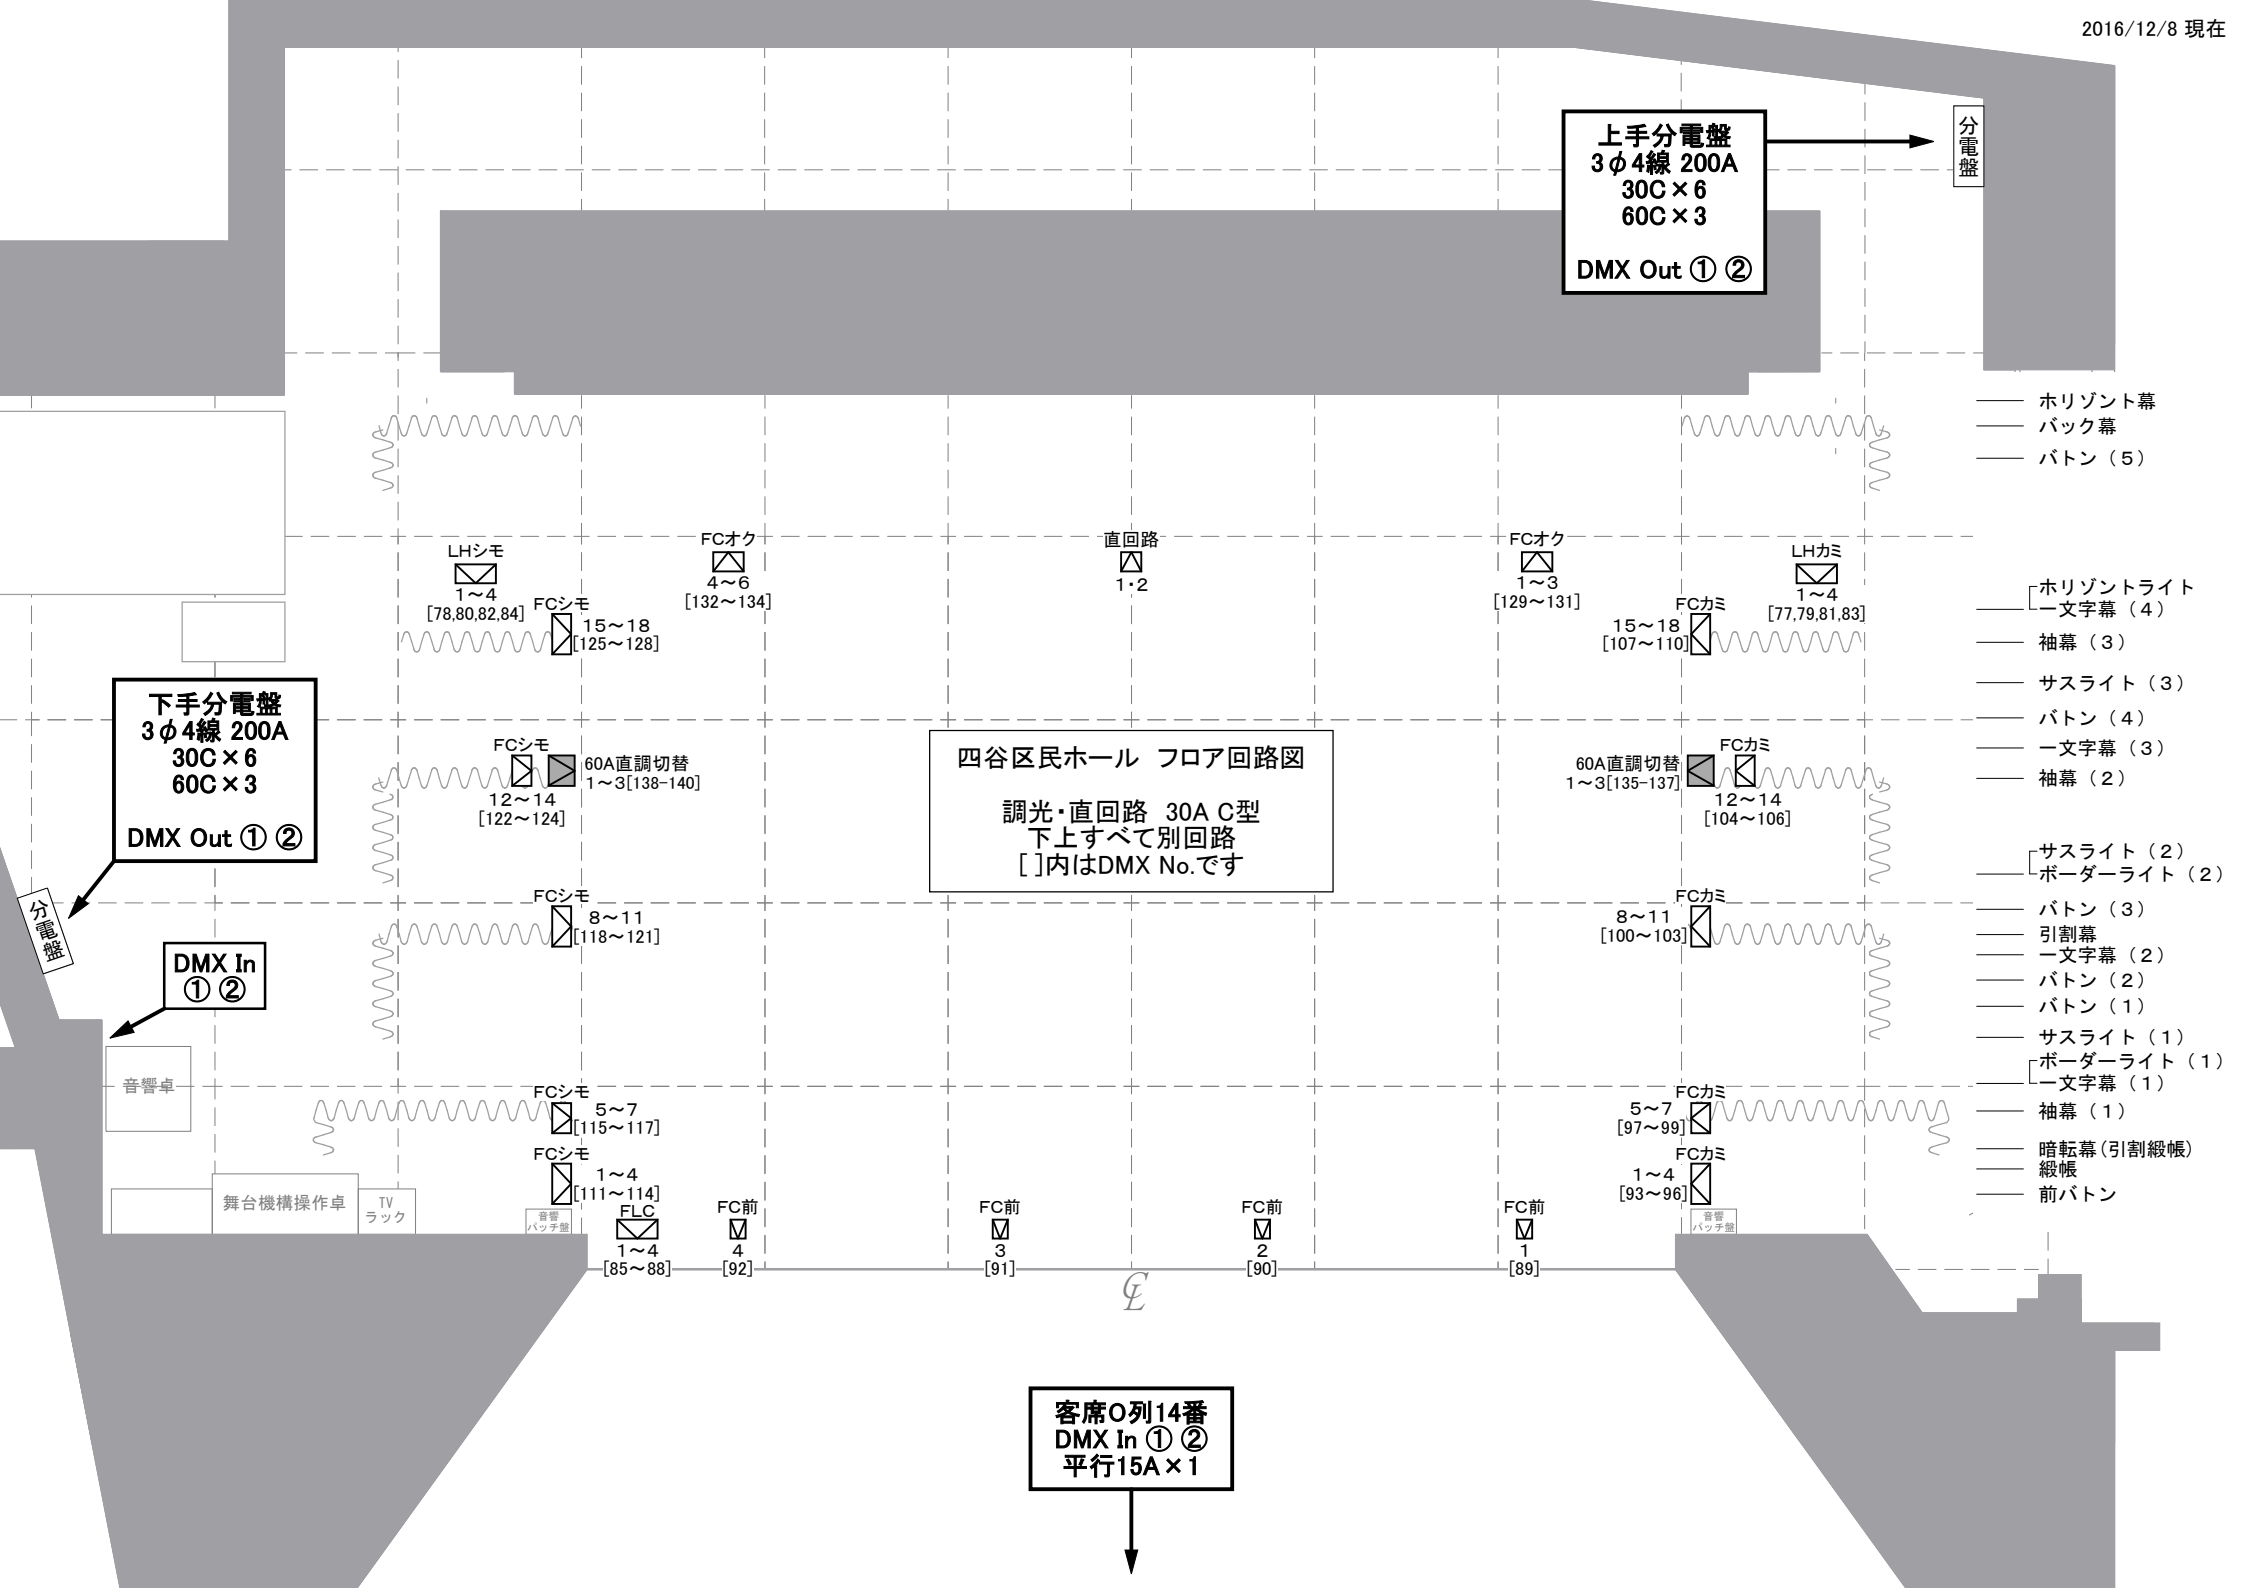 2016/12/8 現在
上手分電盤
3φ4線 200A
30C×6
60C×3
DMX Out ① ②
分電盤
ホリゾント幕
バック幕
バトン（5）
LHシモ
1～4
[78,80,82,84]
FCオク
4～6
[132～134]
直回路
1・2
FCオク
1～3
[129～131]
LHカミ
1～4
[77,79,81,83]
FCシモ
15～18
[125～128]
FCカミ
15～18
[107～110]
ホリゾントライト
一文字幕（4）
袖幕（3）
サスライト（3）
バトン（4）
一文字幕（3）
袖幕（2）
下手分電盤
3φ4線 200A
30C×6
60C×3
DMX Out ① ②
分電盤
DMX In
① ②
FCシモ
12～14
[122～124]
60A直調切替
1～3[138-140]
四谷区民ホール フロア回路図
調光・直回路 30A C型
下上すべて別回路
[ ]内はDMX No.です
60A直調切替
1～3[135-137]
FCカミ
12～14
[104～106]
サスライト（2）
ボーダーライト（2）
バトン（3）
引割幕
一文字幕（2）
バトン（2）
バトン（1）
サスライト（1）
ボーダーライト（1）
一文字幕（1）
袖幕（1）
暗転幕(引割緞帳)
緞帳
前バトン
FCシモ
8～11
[118～121]
FCカミ
8～11
[100～103]
音響卓
FCシモ
5～7
[115～117]
FCカミ
5～7
[97～99]
FCシモ
1～4
[111～114]
FCカミ
1～4
[93～96]
舞台機構操作卓
TV
ラック
音響
パッチ盤
FLC
1～4
[85～88]
FC前
4
[92]
FC前
3
[91]
FC前
2
[90]
FC前
1
[89]
音響
パッチ盤
CL
客席O列14番
DMX In ① ②
平行15A×1